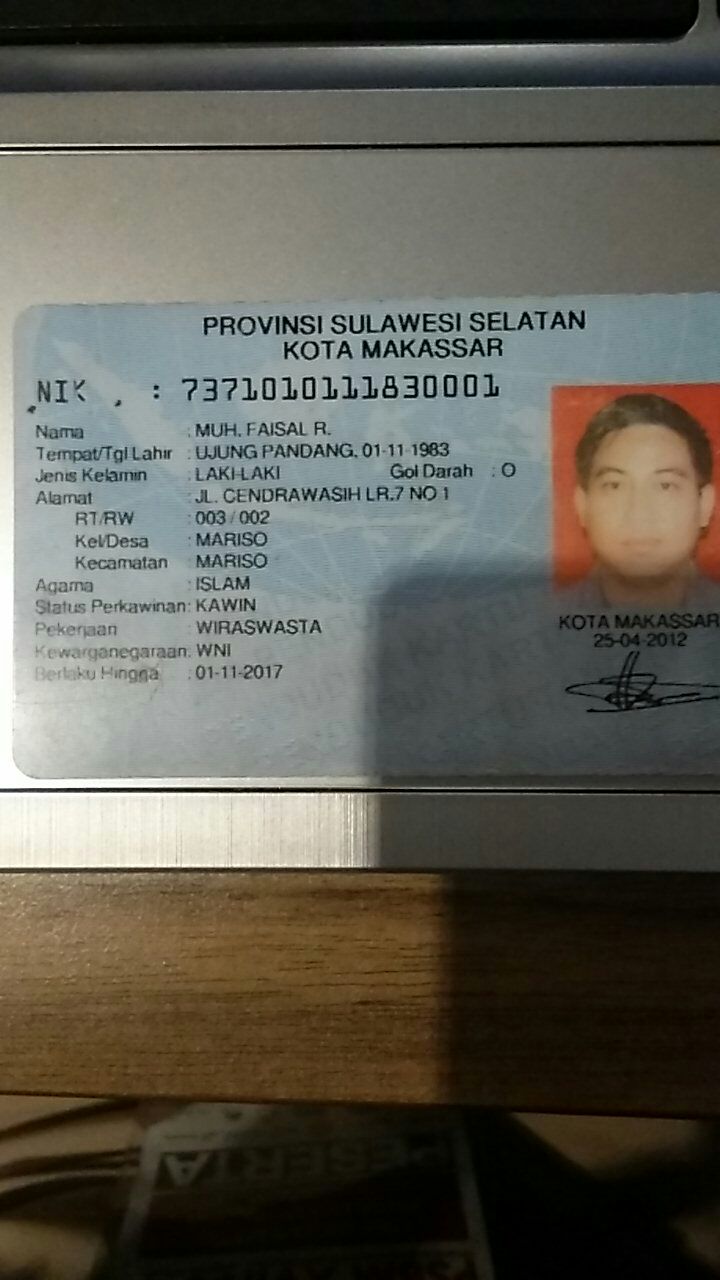 PROVINSI SULAWESI SELATAN
KOTA MAKASSAR
NIK : 7371010111830001
Nama : MUH. FAISAL R.
Tempat/Tgl Lahir : UJUNG PANDANG, 01-11-1983
Jenis Kelamin : LAKI-LAKI Gol Darah : O
Alamat : JL. CENDRAWASIH LR.7 NO 1
RT/RW : 003 / 002
Kel/Desa : MARISO
Kecamatan : MARISO
Agama : ISLAM
Status Perkawinan: KAWIN
Pekerjaan : WIRASWASTA
Kewarganegaraan: WNI
Berlaku Hingga : 01-11-2017
KOTA MAKASSAR
25-04-2012
PESERTA